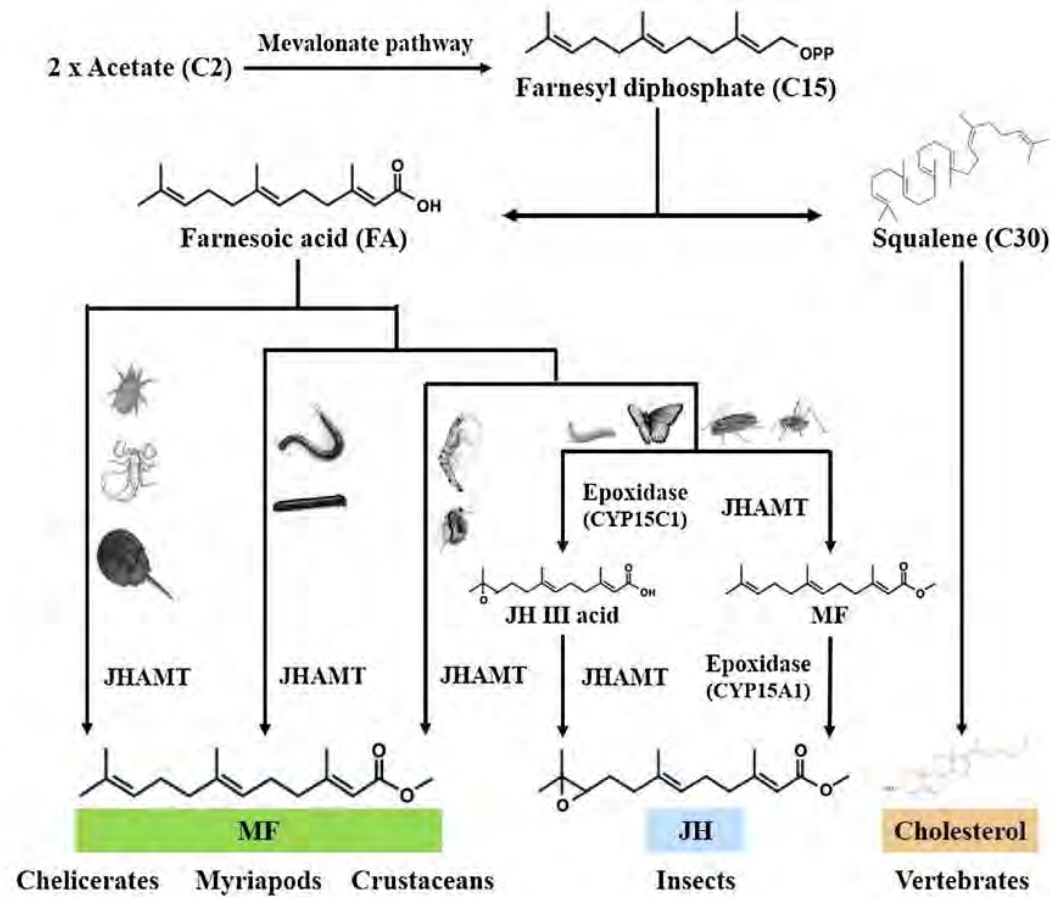 2 x Acetate (C2)
Mevalonate pathway
OPP
Farnesyl diphosphate (C15)
O
OH
Farnesoic acid (FA)
Squalene (C30)
Epoxidase
(CYP15C1)
JHAMT
O
O
OH
JH III acid
O
O
MF
JHAMT
JHAMT
JHAMT
JHAMT
Epoxidase
(CYP15A1)
O
O
O
O
O
MF
JH
Cholesterol
Chelicerates
Myriapods
Crustaceans
Insects
Vertebrates